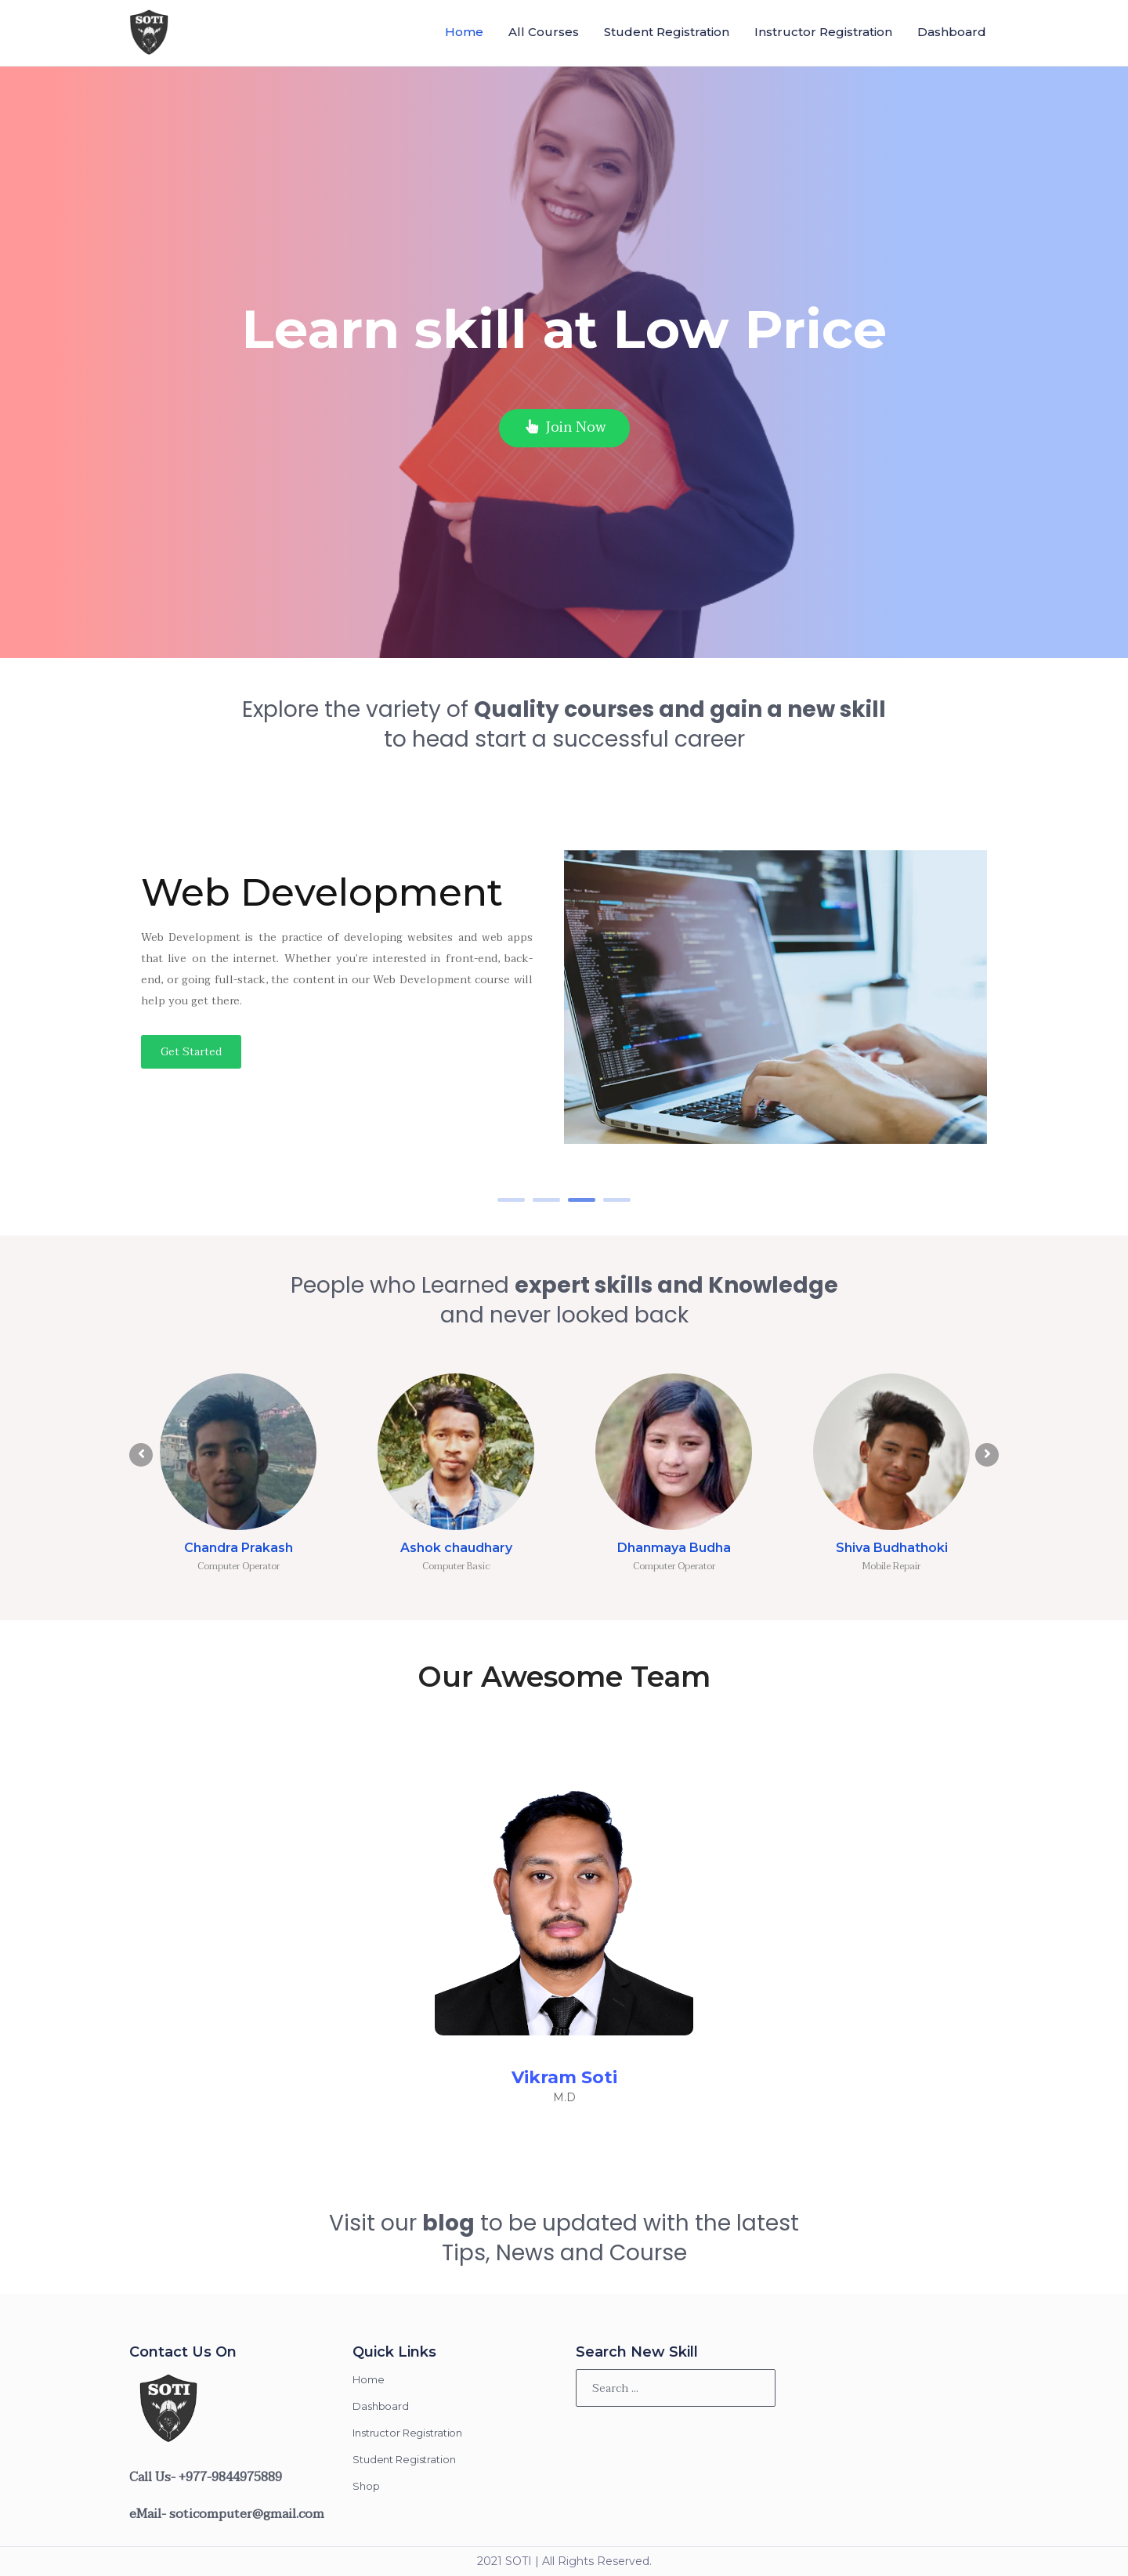 SOTI
Home
All Courses
Student Registration
Instructor Registration
Dashboard
Learn skill at Low Price
Join Now
Explore the variety of Quality courses and gain a new skill
to head start a successful career
Web Development
Web Development is the practice of developing websites and web apps
that live on the internet. Whether you're interested in front-end, back-
end, or going full-stack, the content in our Web Development course will
help you get there.
Get Started
People who Learned expert skills and Knowledge
and never looked back
Chandra Prakash
Computer Operator
Ashok chaudhary
Computer Basic
Dhanmaya Budha
Computer Operator
Shiva Budhathoki
Mobile Repair
Our Awesome Team
Vikram Soti
M.D
Visit our blog to be updated with the latest
Tips, News and Course
Contact Us On
SOTI
Call Us- +977-9844975889
eMail- soticomputer@gmail.com
Quick Links
Home
Dashboard
Instructor Registration
Student Registration
Shop
Search New Skill
Search ...
2021 SOTI | All Rights Reserved.